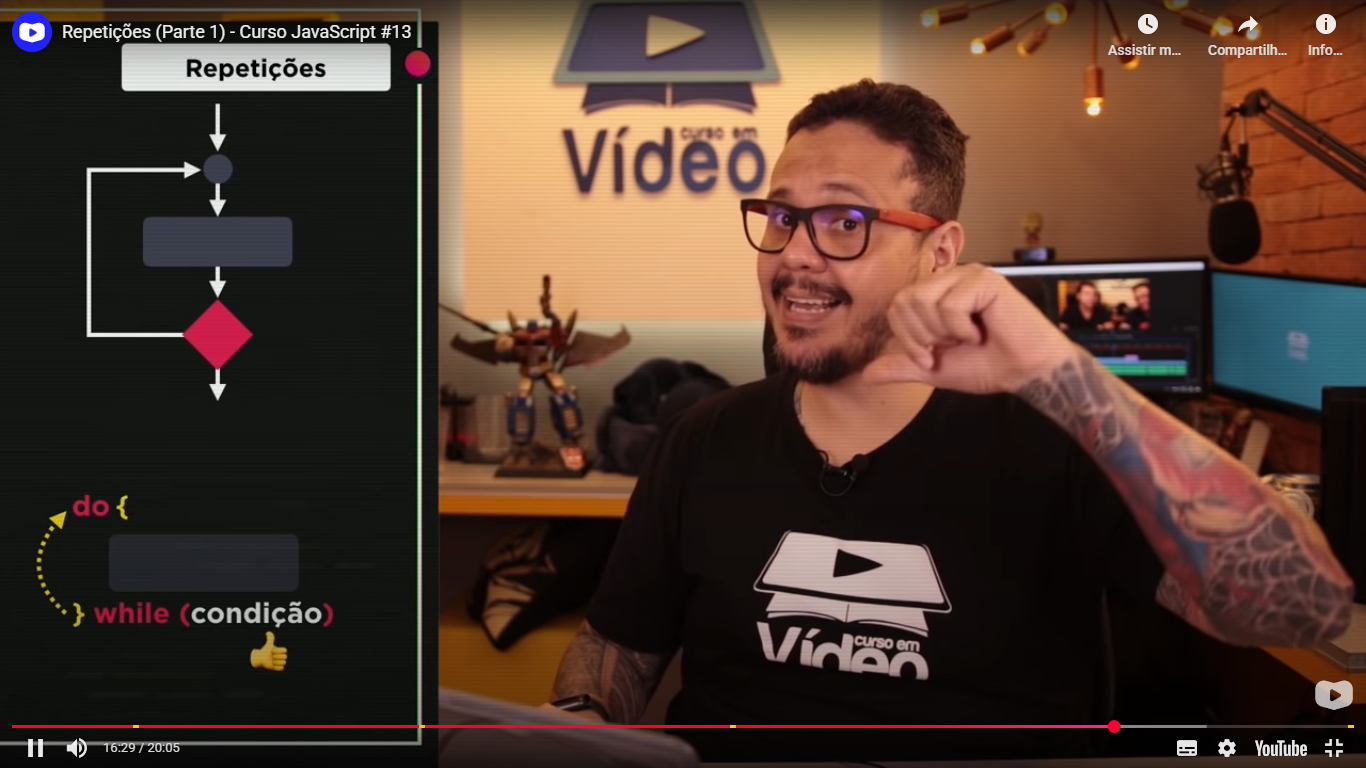 Repetições (Parte 1) - Curso JavaScript #13
Assistir m...
Compartilh...
Info...
Repetições
curso em
Vídeo
do {
} while (condição)
curso em
Vídeo
16:29 / 20:05
YouTube